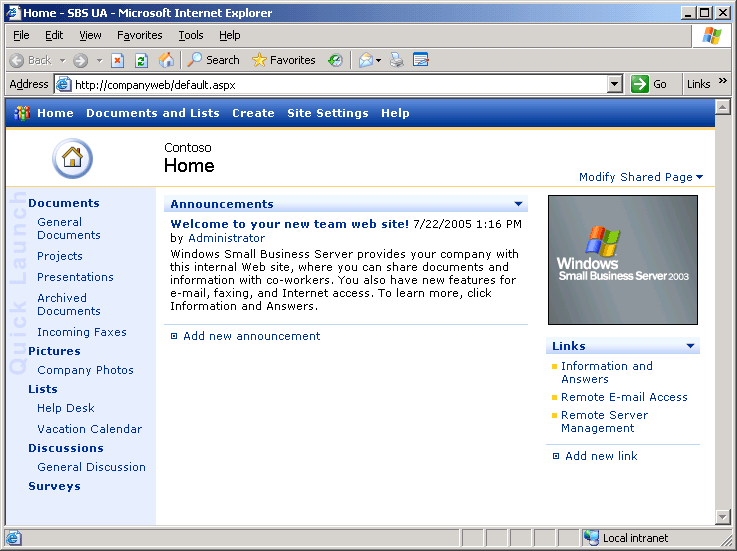 Home - SBS UA - Microsoft Internet Explorer
File Edit View Favorites Tools Help
Back Search Favorites
Address http://companyweb/default.aspx Go Links »
Home Documents and Lists Create Site Settings Help
Contoso
Home
Modify Shared Page
Quick Launch
Documents
General
Documents
Projects
Presentations
Archived
Documents
Incoming Faxes
Pictures
Company Photos
Lists
Help Desk
Vacation Calendar
Discussions
General Discussion
Surveys
Announcements
Welcome to your new team web site! 7/22/2005 1:16 PM
by Administrator
Windows Small Business Server provides your company with
this internal Web site, where you can share documents and
information with co-workers. You also have new features for
e-mail, faxing, and Internet access. To learn more, click
Information and Answers.
Add new announcement
Windows
Small Business Server 2003
Links
Information and
Answers
Remote E-mail Access
Remote Server
Management
Add new link
Local intranet